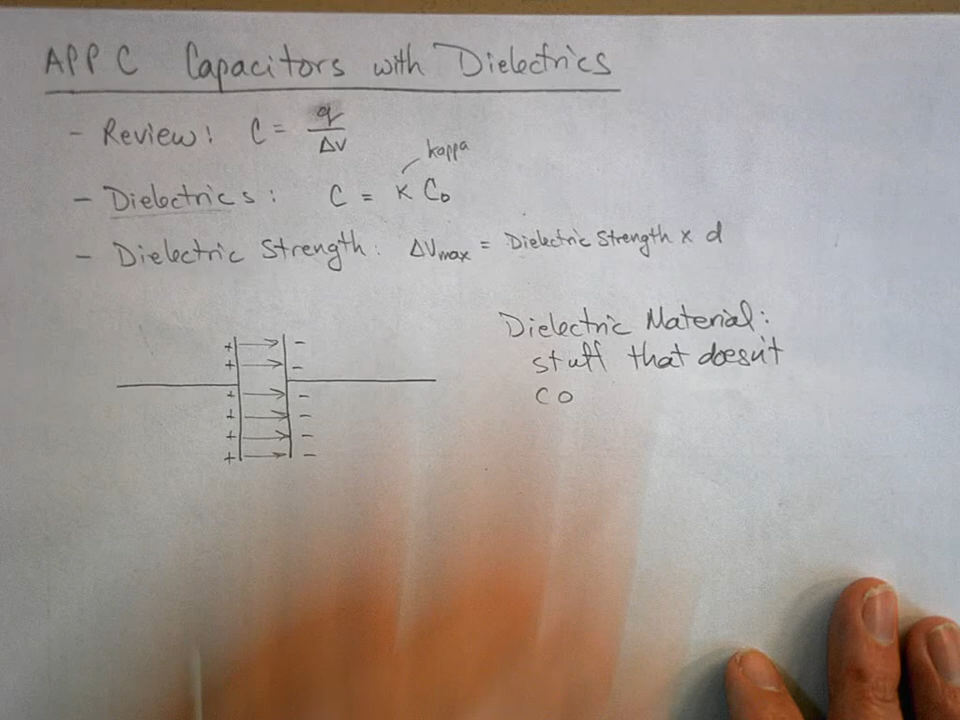 APP C Capacitors with Dielectrics
- Review: C = q/ΔV
kappa
- Dielectrics: C = K C₀
- Dielectric Strength: ΔVmax = Dielectric Strength x d
Dielectric Material:
stuff that doesn't
co
+ -
+ -
+ -
+ -
+ -
+ -